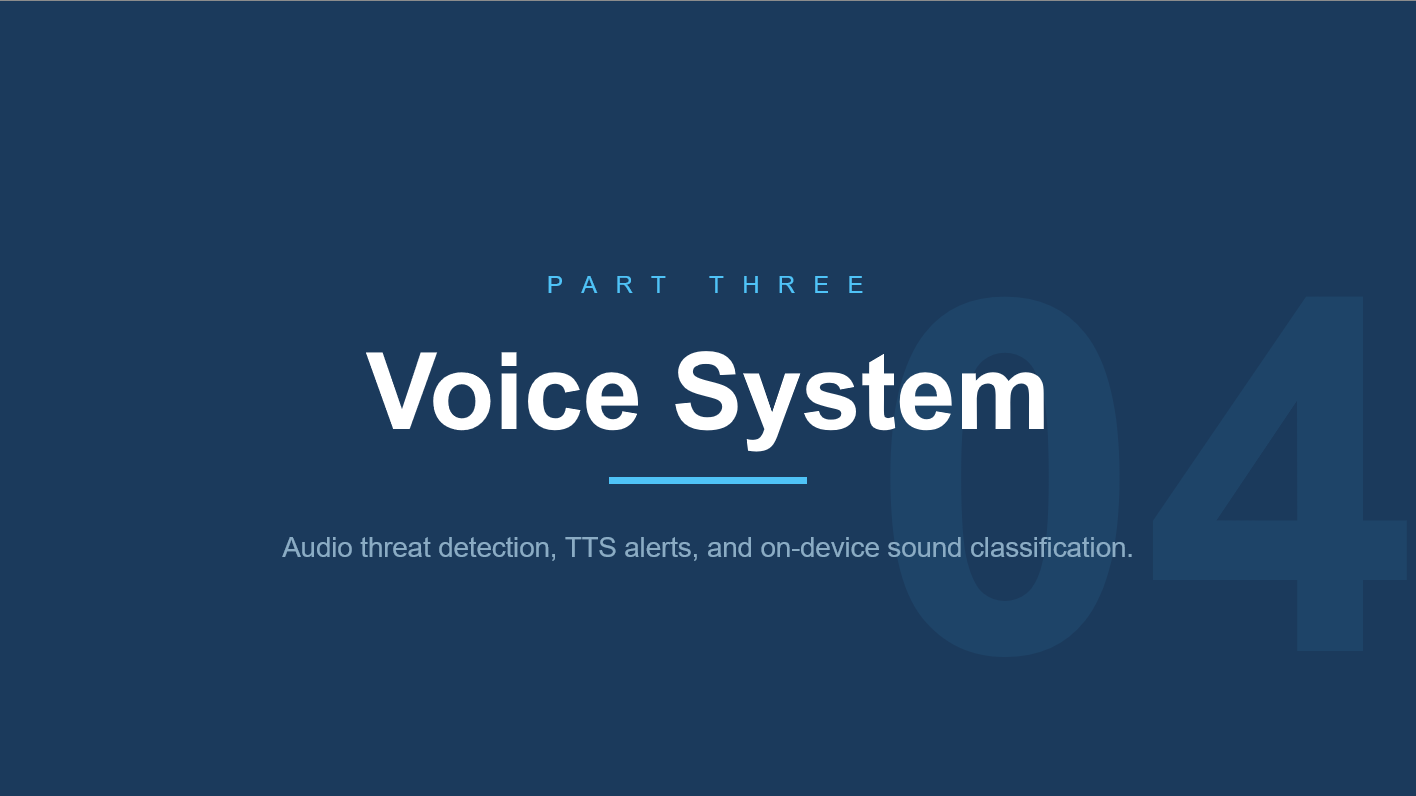 PART THREE
Voice System
Audio threat detection, TTS alerts, and on-device sound classification.
04